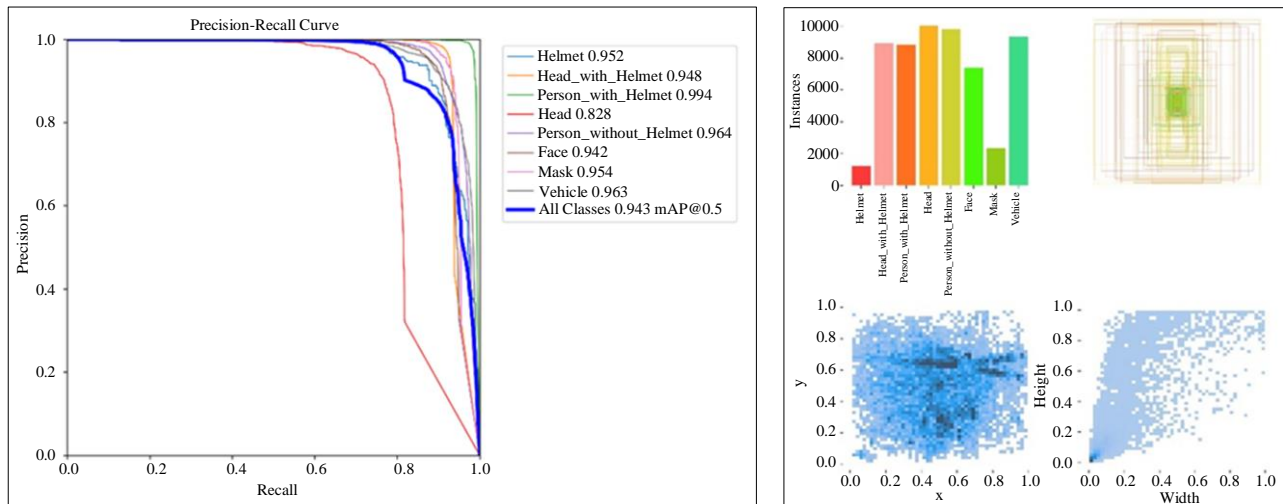 Precision-Recall Curve
1.0
0.8
0.6
0.4
0.2
0.0
Precision
0.0 0.2 0.4 0.6 0.8 1.0
Recall
Helmet 0.952
Head_with_Helmet 0.948
Person_with_Helmet 0.994
Head 0.828
Person_without_Helmet 0.964
Face 0.942
Mask 0.954
Vehicle 0.963
All Classes 0.943 mAP@0.5
10000
8000
6000
4000
2000
0
Instances
Helmet
Head_with_Helmet
Person_with_Helmet
Head
Person_without_Helmet
Face
Mask
Vehicle
1.0
0.8
0.6
0.4
0.2
0.0
y
0.0 0.2 0.4 0.6 0.8 1.0
x
1.0
0.8
0.6
0.4
0.2
0.0
Height
0.0 0.2 0.4 0.6 0.8 1.0
Width